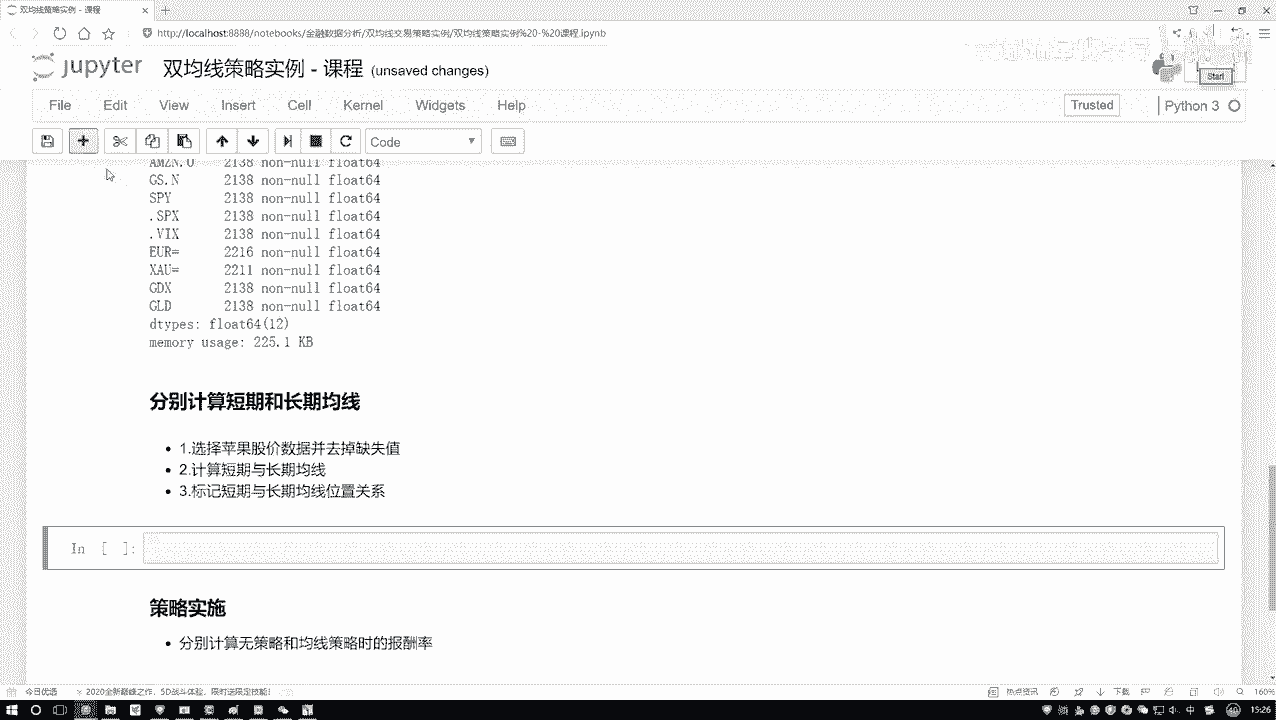 双均线策略实例 - 课程
http://localhost:8888/notebooks/金融数据分析/双均线交易策略实例/双均线策略实例%20-%20课程.ipynb
jupyter 双均线策略实例 - 课程 (unsaved changes)
Start
File Edit View Insert Cell Kernel Widgets Help
Trusted Python 3
Code
AMZN.O 2138 non-null float64
GS.N 2138 non-null float64
SPY 2138 non-null float64
.SPX 2138 non-null float64
.VIX 2138 non-null float64
EUR= 2216 non-null float64
XAU= 2211 non-null float64
GDX 2138 non-null float64
GLD 2138 non-null float64
dtypes: float64(12)
memory usage: 225.1 KB
分别计算短期和长期均线
1.选择苹果股价数据并去掉缺失值
2.计算短期与长期均线
3.标记短期与长期均线位置关系
In [ ]:
策略实施
分别计算无策略和均线策略时的报酬率
今日优选 2020全新巅峰之作，5D战斗体验，限时送限定技能！ 热点资讯 下载 160%
中 15:26